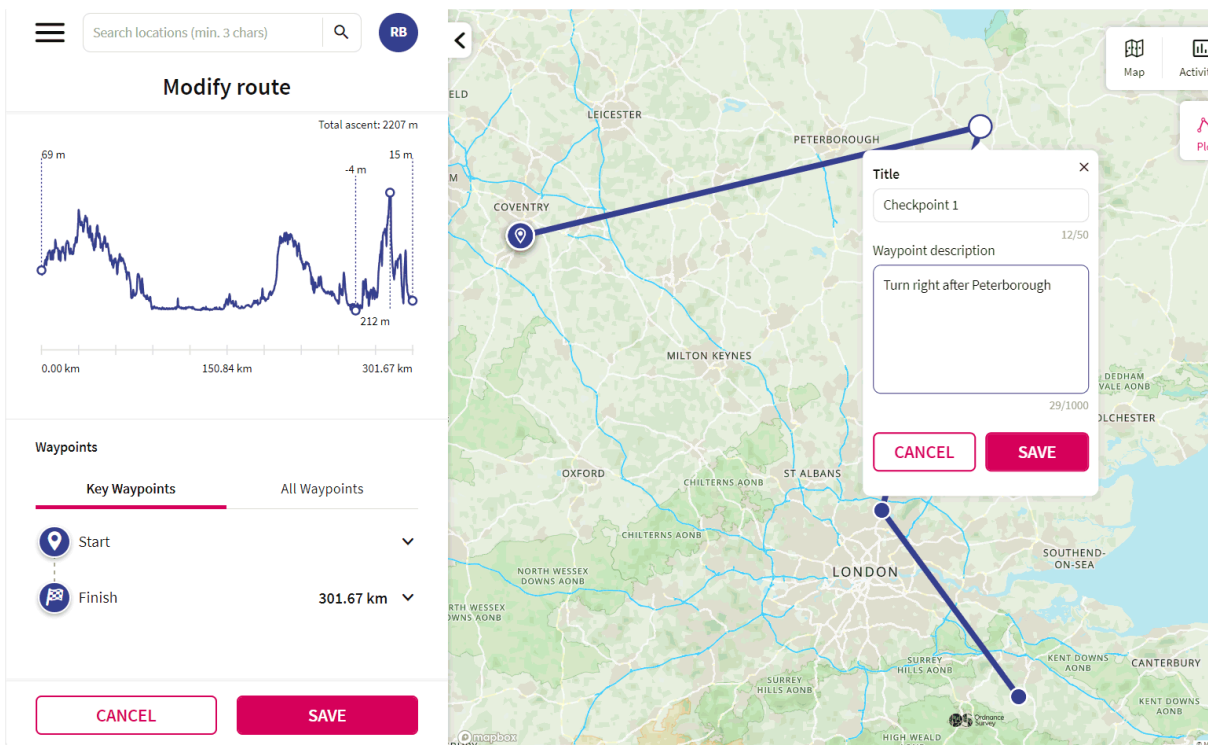 Search locations (min. 3 chars)
RB
Modify route
Total ascent: 2207 m
69 m
15 m
-4 m
212 m
0.00 km
150.84 km
301.67 km
Waypoints
Key Waypoints
All Waypoints
Start
Finish
301.67 km
CANCEL
SAVE
Map
Activit
ELD
LEICESTER
PETERBOROUGH
M
COVENTRY
Title
Checkpoint 1
12/50
Waypoint description
Turn right after Peterborough
29/1000
CANCEL
SAVE
MILTON KEYNES
DEDHAM
VALE AONB
OLCHESTER
OXFORD
CHILTERNS AONB
ST ALBANS
CHILTERNS AONB
LONDON
SOUTHEND-
ON-SEA
NORTH WESSEX
DOWNS AONB
RTH WESSEX
OWNS AONB
SURREY
HILLS AONB
KENT DOWNS
AONB
CANTERBURY
SURREY
HILLS AONB
KENT DOWNS
AONB
Ordnance
Survey
HIGH WEALD
mapbox